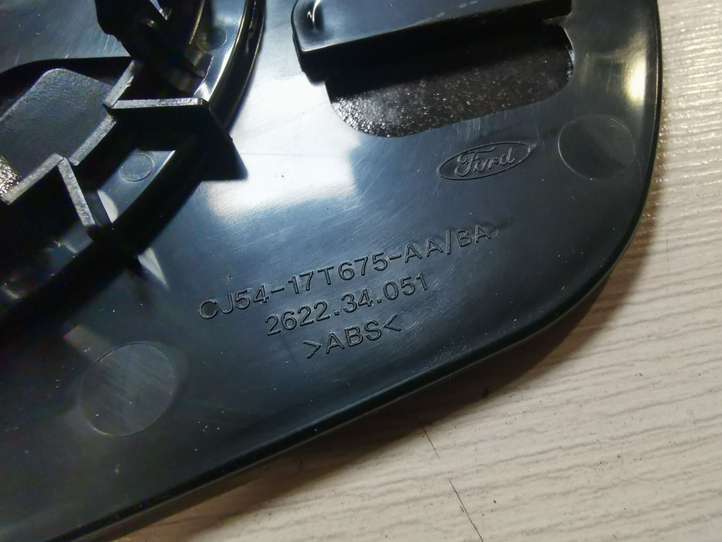 Ford
CJ54-17T675-AA/BA
2622.34.051
>ABS<